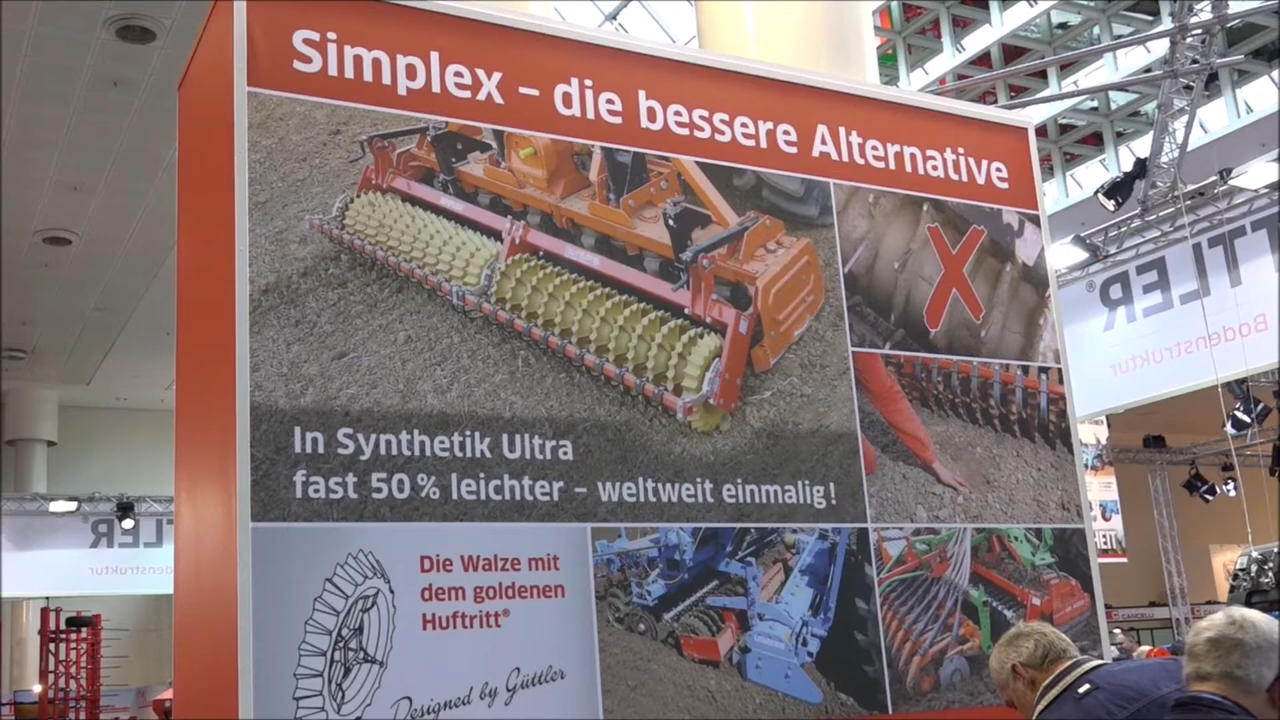 Simplex – die bessere Alternative
In Synthetik Ultra
fast 50% leichter – weltweit einmalig!
Die Walze mit
dem goldenen
Huftritt®
Designed by Güttler
TTLER®
Bodenstruktur
TLER®
HEIT
CANCELLI